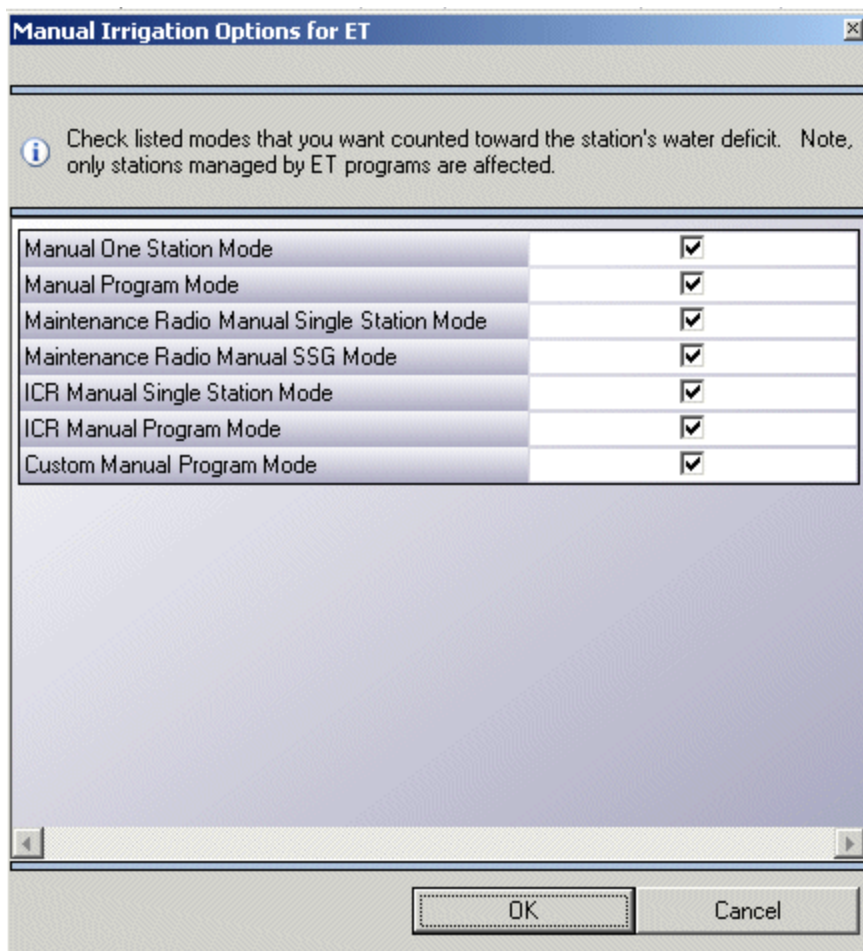 Manual Irrigation Options for ET
Check listed modes that you want counted toward the station's water deficit. Note,
only stations managed by ET programs are affected.
Manual One Station Mode
Manual Program Mode
Maintenance Radio Manual Single Station Mode
Maintenance Radio Manual SSG Mode
ICR Manual Single Station Mode
ICR Manual Program Mode
Custom Manual Program Mode
OK Cancel